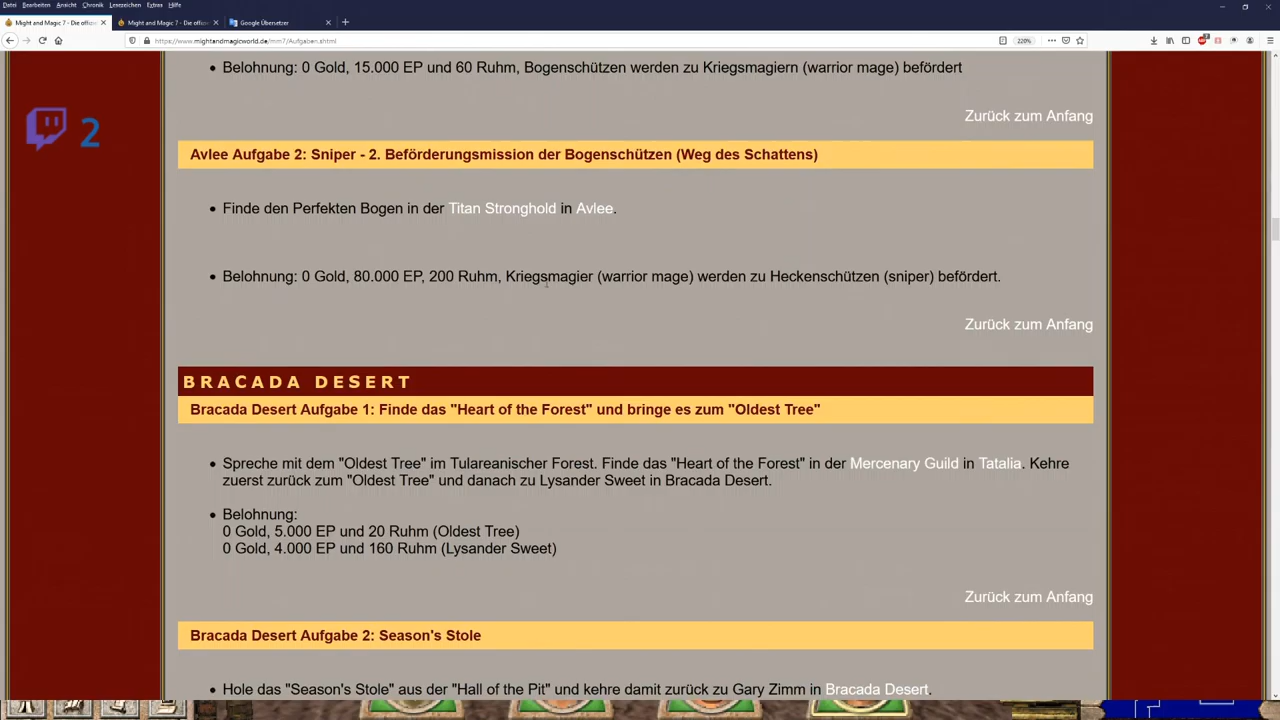 Datei Bearbeiten Ansicht Chronik Lesezeichen Extras Hilfe
Might and Magic 7 - Die offizi Might and Magic 7 - Die offizi Google Übersetzer
https://www.mightandmagicworld.de/mm7/Aufgaben.shtml 220%
Belohnung: 0 Gold, 15.000 EP und 60 Ruhm, Bogenschützen werden zu Kriegsmagiern (warrior mage) befördert
Zurück zum Anfang
2
Avlee Aufgabe 2: Sniper - 2. Beförderungsmission der Bogenschützen (Weg des Schattens)
Finde den Perfekten Bogen in der Titan Stronghold in Avlee.
Belohnung: 0 Gold, 80.000 EP, 200 Ruhm, Kriegsmagier (warrior mage) werden zu Heckenschützen (sniper) befördert.
Zurück zum Anfang
BRACADA DESERT
Bracada Desert Aufgabe 1: Finde das "Heart of the Forest" und bringe es zum "Oldest Tree"
Spreche mit dem "Oldest Tree" im Tulareanischer Forest. Finde das "Heart of the Forest" in der Mercenary Guild in Tatalia. Kehre
zuerst zurück zum "Oldest Tree" und danach zu Lysander Sweet in Bracada Desert.
Belohnung:
0 Gold, 5.000 EP und 20 Ruhm (Oldest Tree)
0 Gold, 4.000 EP und 160 Ruhm (Lysander Sweet)
Zurück zum Anfang
Bracada Desert Aufgabe 2: Season's Stole
Hole das "Season's Stole" aus der "Hall of the Pit" und kehre damit zurück zu Gary Zimm in Bracada Desert.